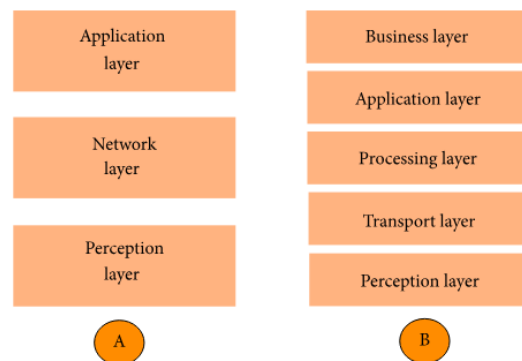 Application
layer
Network
layer
Perception
layer
A
Business layer
Application layer
Processing layer
Transport layer
Perception layer
B